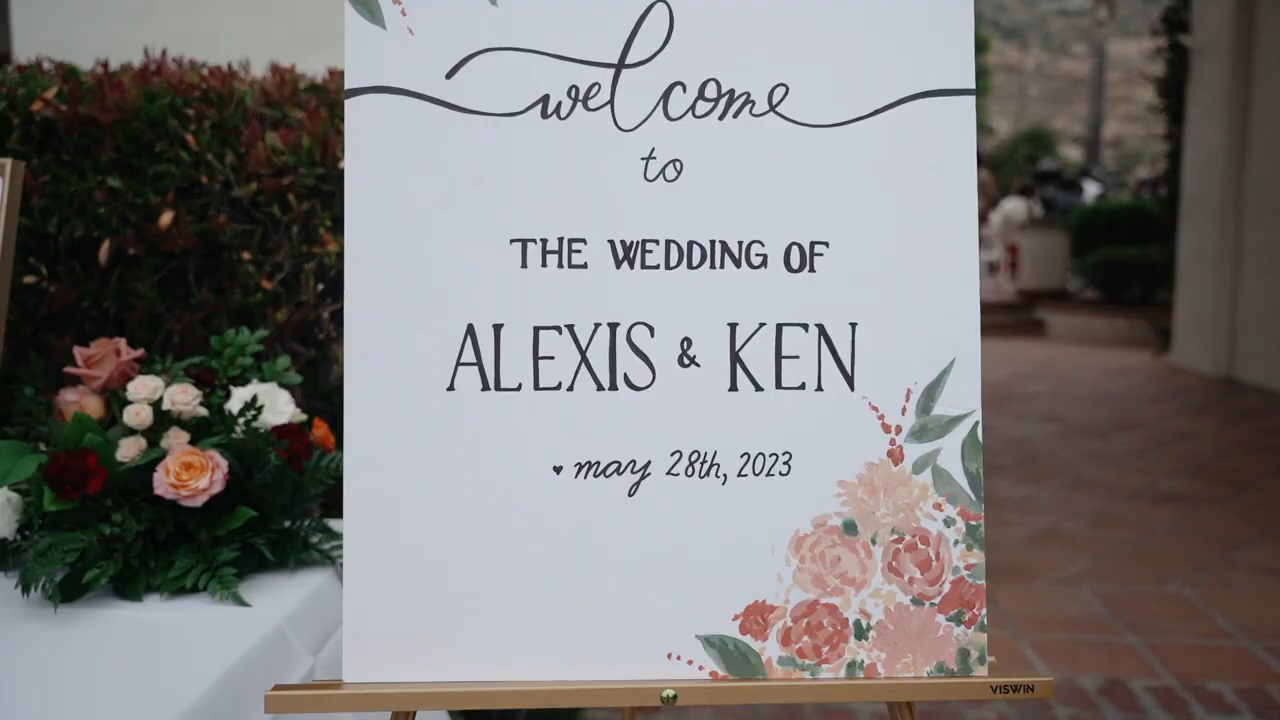 welcome
to
THE WEDDING OF
ALEXIS & KEN
♥ may 28th, 2023
VISWIN